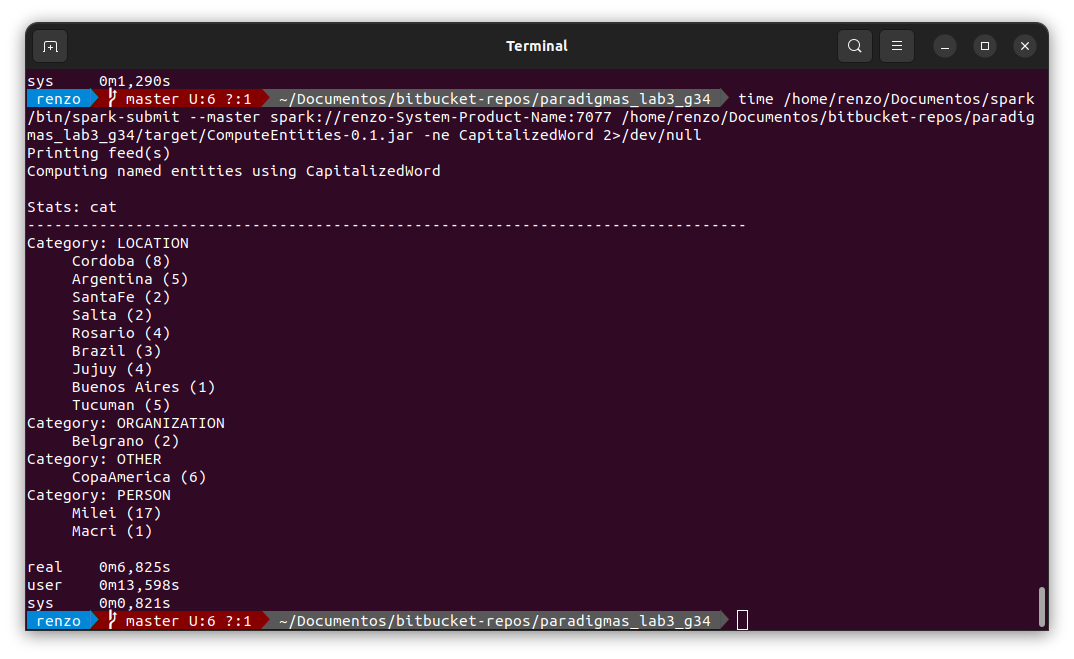 Terminal
sys     0m1,290s
renzo master U:6 ?:1 ~/Documentos/bitbucket-repos/paradigmas_lab3_g34 time /home/renzo/Documentos/spark
/bin/spark-submit --master spark://renzo-System-Product-Name:7077 /home/renzo/Documentos/bitbucket-repos/paradig
mas_lab3_g34/target/ComputeEntities-0.1.jar -ne CapitalizedWord 2>/dev/null
Printing feed(s)
Computing named entities using CapitalizedWord
Stats: cat
--------------------------------------------------------------------------------
Category: LOCATION
Cordoba (8)
Argentina (5)
SantaFe (2)
Salta (2)
Rosario (4)
Brazil (3)
Jujuy (4)
Buenos Aires (1)
Tucuman (5)
Category: ORGANIZATION
Belgrano (2)
Category: OTHER
CopaAmerica (6)
Category: PERSON
Milei (17)
Macri (1)
real    0m6,825s
user    0m13,598s
sys     0m0,821s
renzo master U:6 ?:1 ~/Documentos/bitbucket-repos/paradigmas_lab3_g34